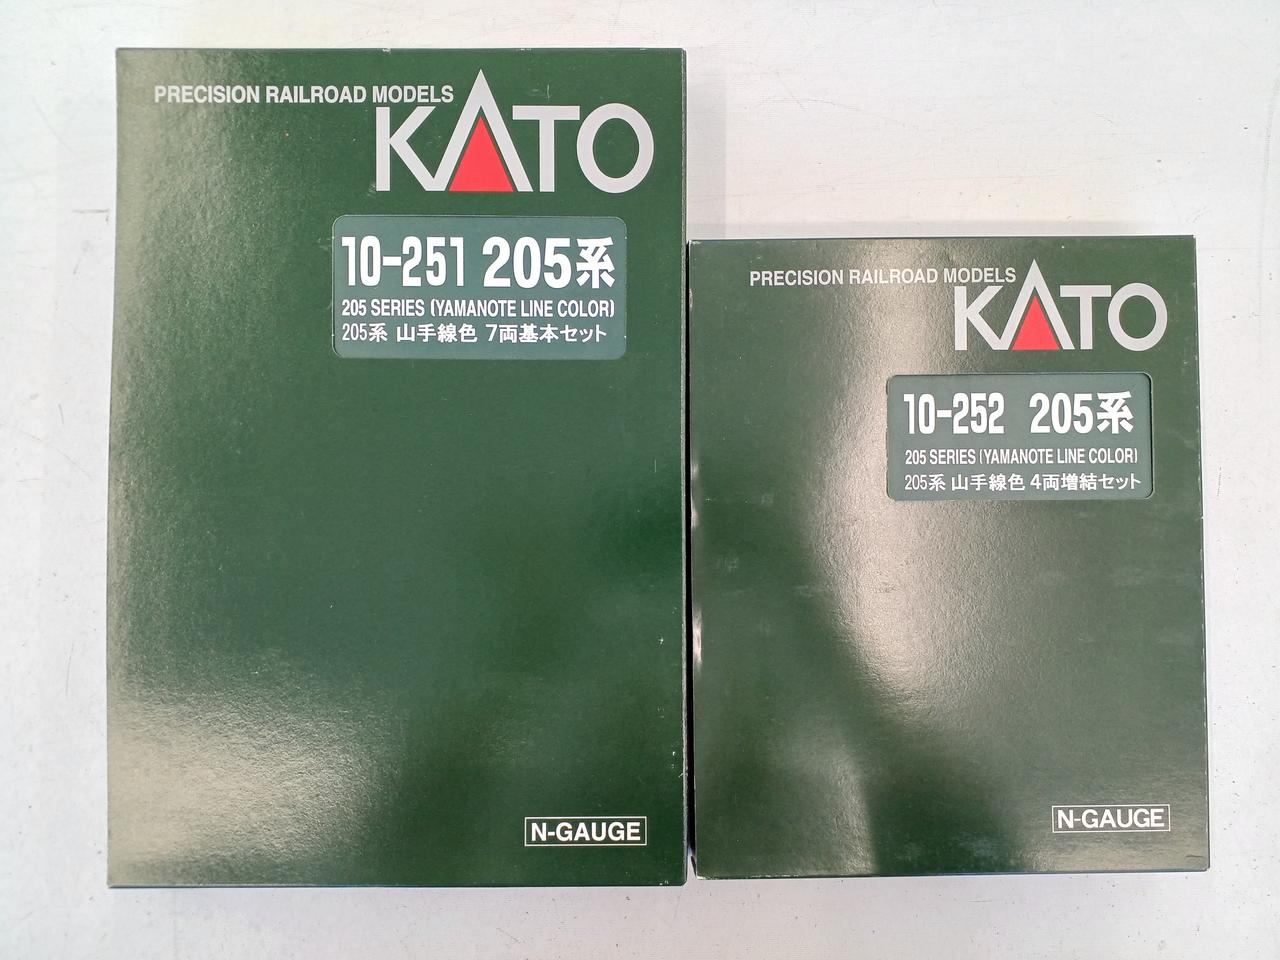 PRECISION RAILROAD MODELS
KATO
10-251 205系
205 SERIES (YAMANOTE LINE COLOR)
205系 山手線色 7両基本セット
N-GAUGE
PRECISION RAILROAD MODELS
KATO
10-252 205系
205 SERIES (YAMANOTE LINE COLOR)
205系 山手線色 4両増結セット
N-GAUGE